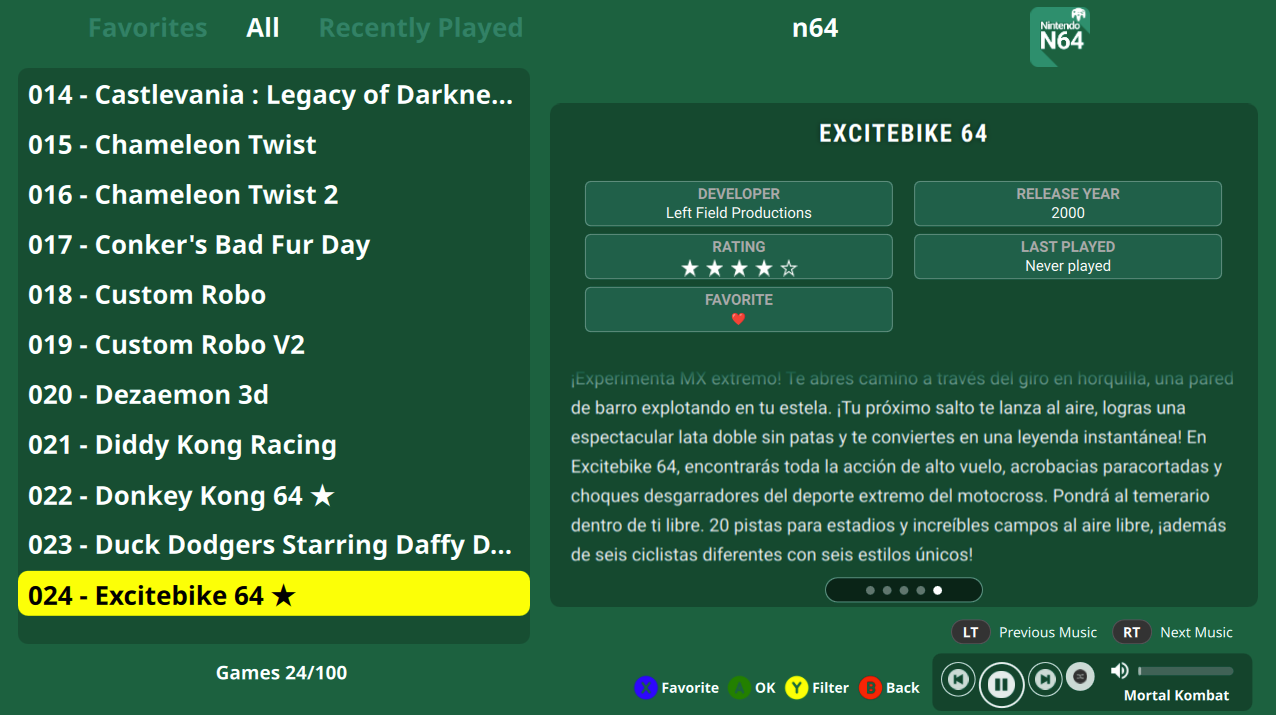 Favorites All Recently Played
n64
Nintendo
N64
014 - Castlevania : Legacy of Darkne...
015 - Chameleon Twist
016 - Chameleon Twist 2
017 - Conker's Bad Fur Day
018 - Custom Robo
019 - Custom Robo V2
020 - Dezaemon 3d
021 - Diddy Kong Racing
022 - Donkey Kong 64 ★
023 - Duck Dodgers Starring Daffy D...
024 - Excitebike 64 ★
Games 24/100
EXCITEBIKE 64
DEVELOPER
Left Field Productions
RELEASE YEAR
2000
RATING
★ ★ ★ ★ ☆
LAST PLAYED
Never played
FAVORITE
❤️
¡Experimenta MX extremo! Te abres camino a través del giro en horquilla, una pared
de barro explotando en tu estela. ¡Tu próximo salto te lanza al aire, logras una
espectacular lata doble sin patas y te conviertes en una leyenda instantánea! En
Excitebike 64, encontrarás toda la acción de alto vuelo, acrobacias paracortadas y
choques desgarradores del deporte extremo del motocross. Pondrá al temerario
dentro de ti libre. 20 pistas para estadios y increíbles campos al aire libre, ¡además
de seis ciclistas diferentes con seis estilos únicos!
LT Previous Music RT Next Music
X Favorite A OK Y Filter B Back
Mortal Kombat